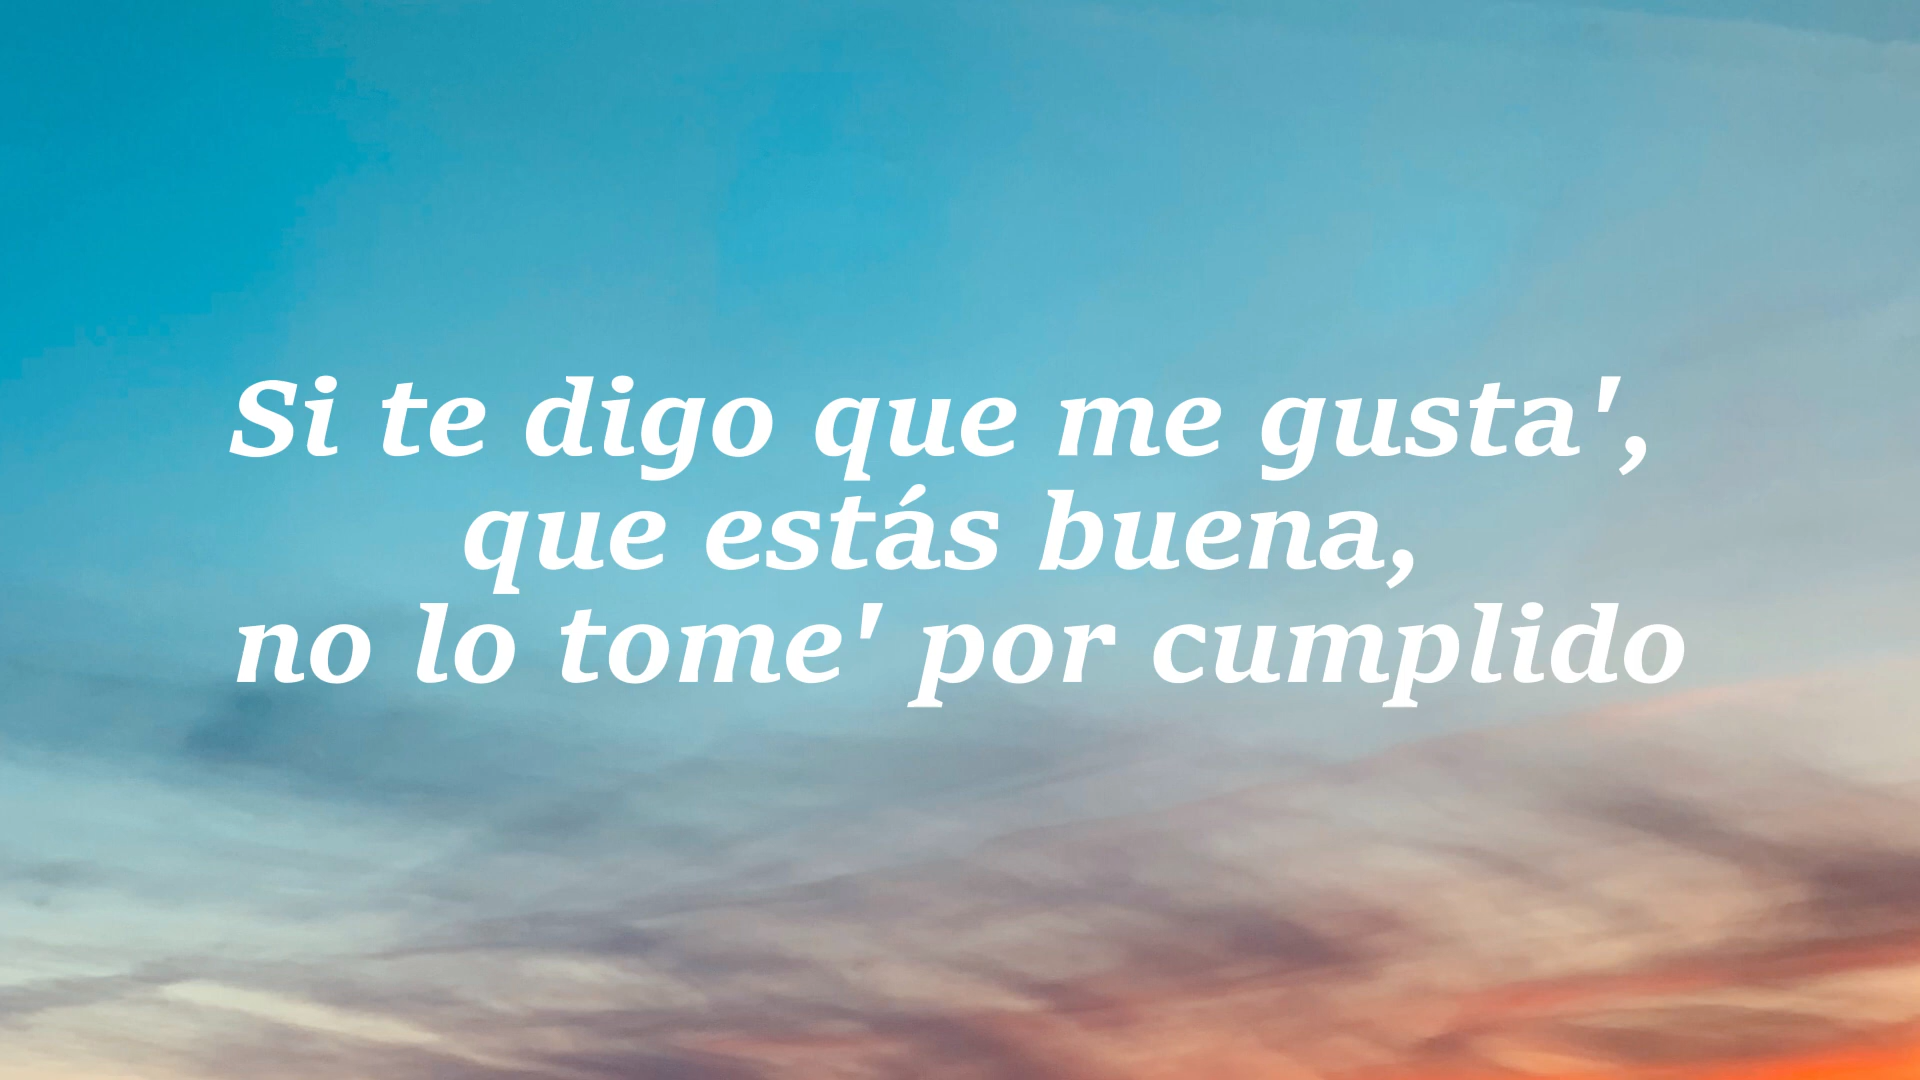 Si te digo que me gusta',
que estás buena,
no lo tome' por cumplido